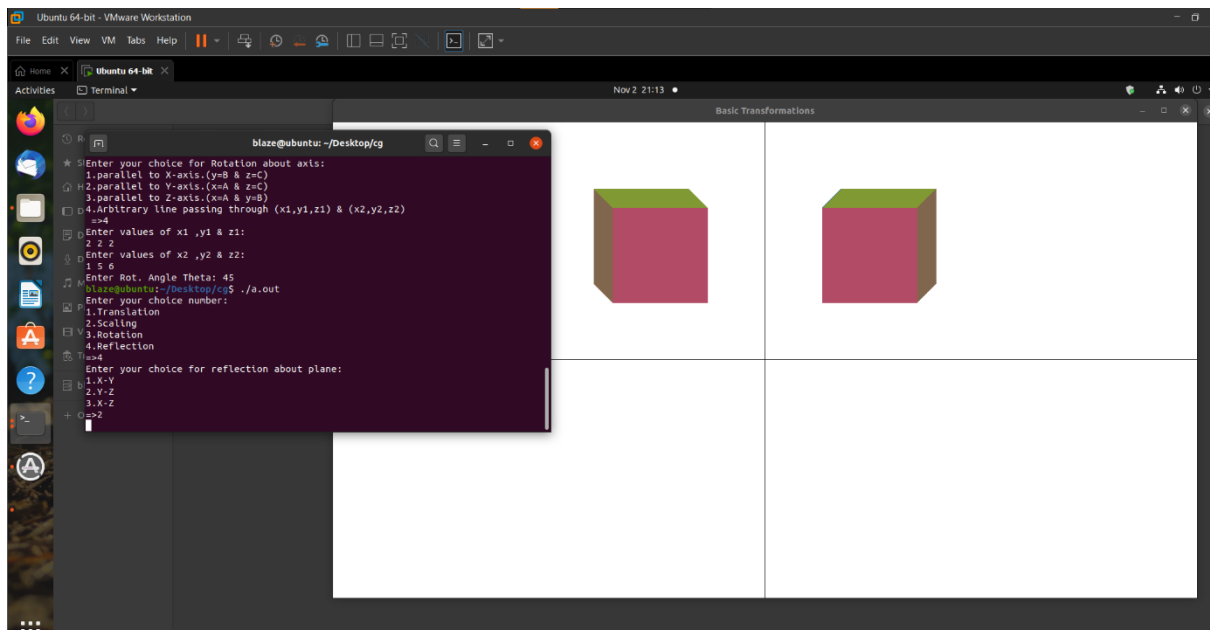 Ubuntu 64-bit - VMware Workstation
File Edit View VM Tabs Help
Home
Ubuntu 64-bit
Activities
Terminal
Nov 2 21:13
Basic Transformations
blaze@ubuntu: ~/Desktop/cg
Enter your choice for Rotation about axis:
1.parallel to X-axis.(y=B & z=C)
2.parallel to Y-axis.(x=A & z=C)
3.parallel to Z-axis.(x=A & y=B)
4.Arbitrary line passing through (x1,y1,z1) & (x2,y2,z2)
=>4
Enter values of x1 ,y1 & z1:
2 2 2
Enter values of x2 ,y2 & z2:
1 5 6
Enter Rot. Angle Theta: 45
blaze@ubuntu:~/Desktop/cg$ ./a.out
Enter your choice number:
1.Translation
2.Scaling
3.Rotation
4.Reflection
=>4
Enter your choice for reflection about plane:
1.X-Y
2.Y-Z
3.X-Z
=>2